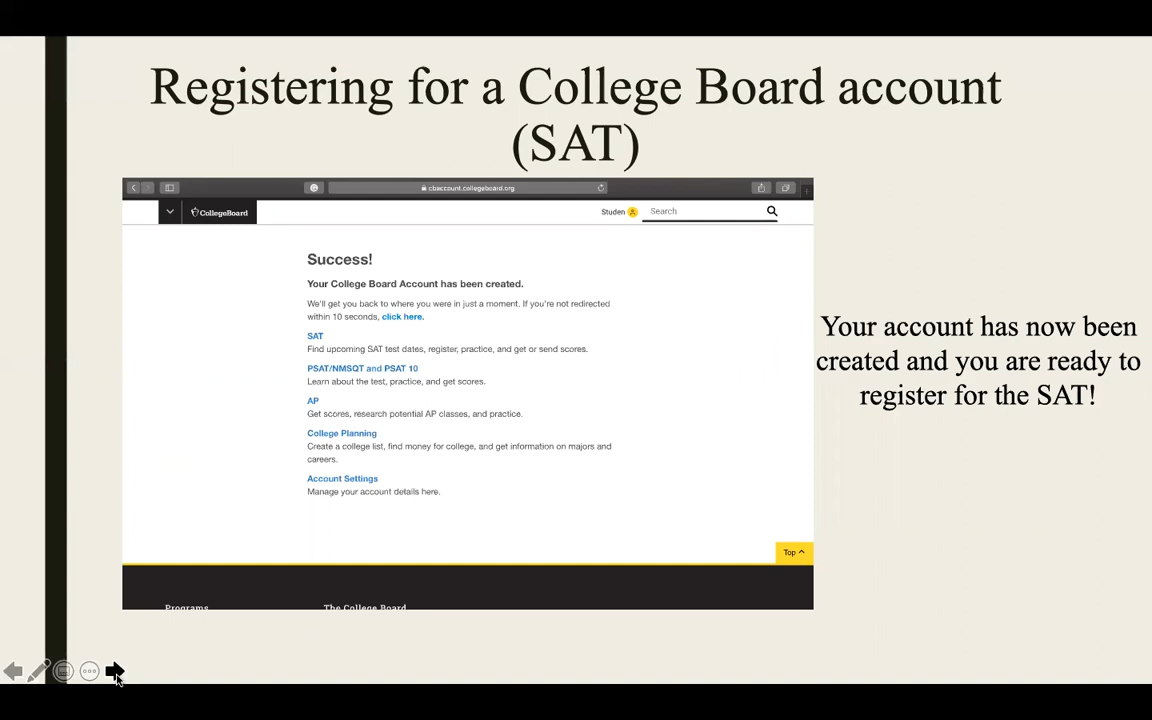 Registering for a College Board account
(SAT)
cbaccount.collegeboard.org
CollegeBoard
Studen
Search
Success!
Your College Board Account has been created.
We'll get you back to where you were in just a moment. If you're not redirected
within 10 seconds, click here.
SAT
Find upcoming SAT test dates, register, practice, and get or send scores.
PSAT/NMSQT and PSAT 10
Learn about the test, practice, and get scores.
AP
Get scores, research potential AP classes, and practice.
College Planning
Create a college list, find money for college, and get information on majors and
careers.
Account Settings
Manage your account details here.
Top
Programs
The College Board
Your account has now been
created and you are ready to
register for the SAT!